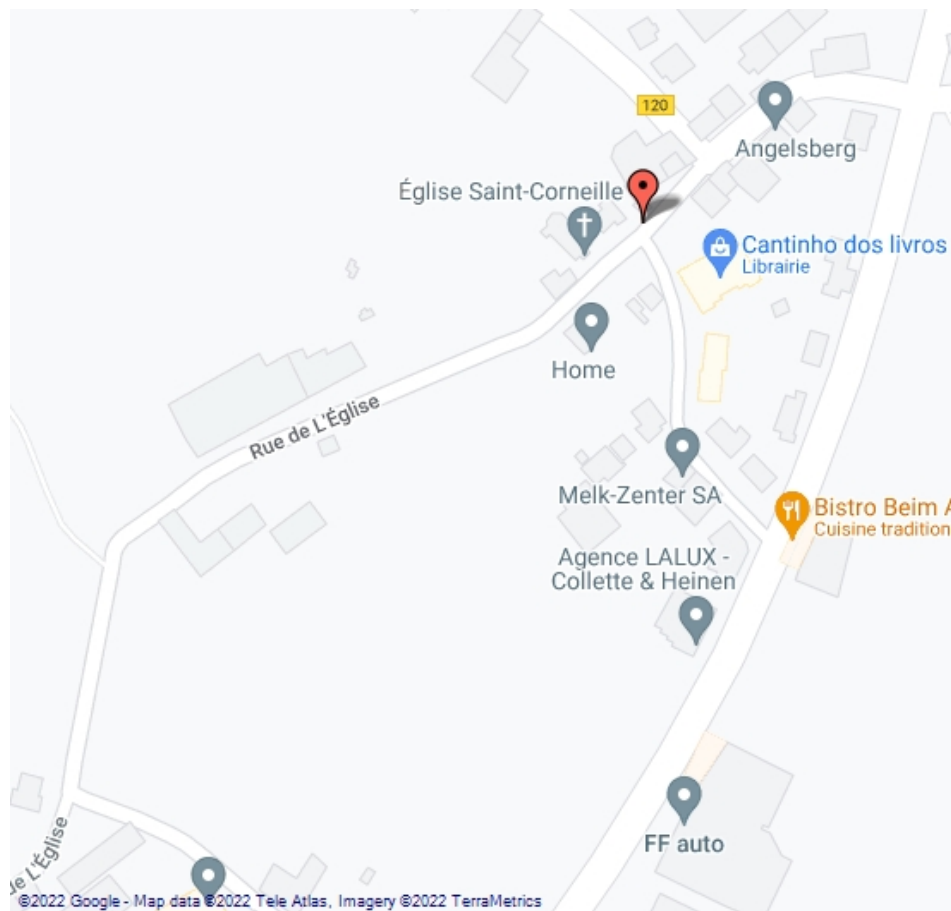 120
Angelsberg
Église Saint-Corneille
Cantinho dos livros
Librairie
Home
Rue de L'Église
Melk-Zenter SA
Bistro Beim A
Cuisine tradition
Agence LALUX -
Collette & Heinen
FF auto
ue L'Église
©2022 Google - Map data ©2022 Tele Atlas, Imagery ©2022 TerraMetrics